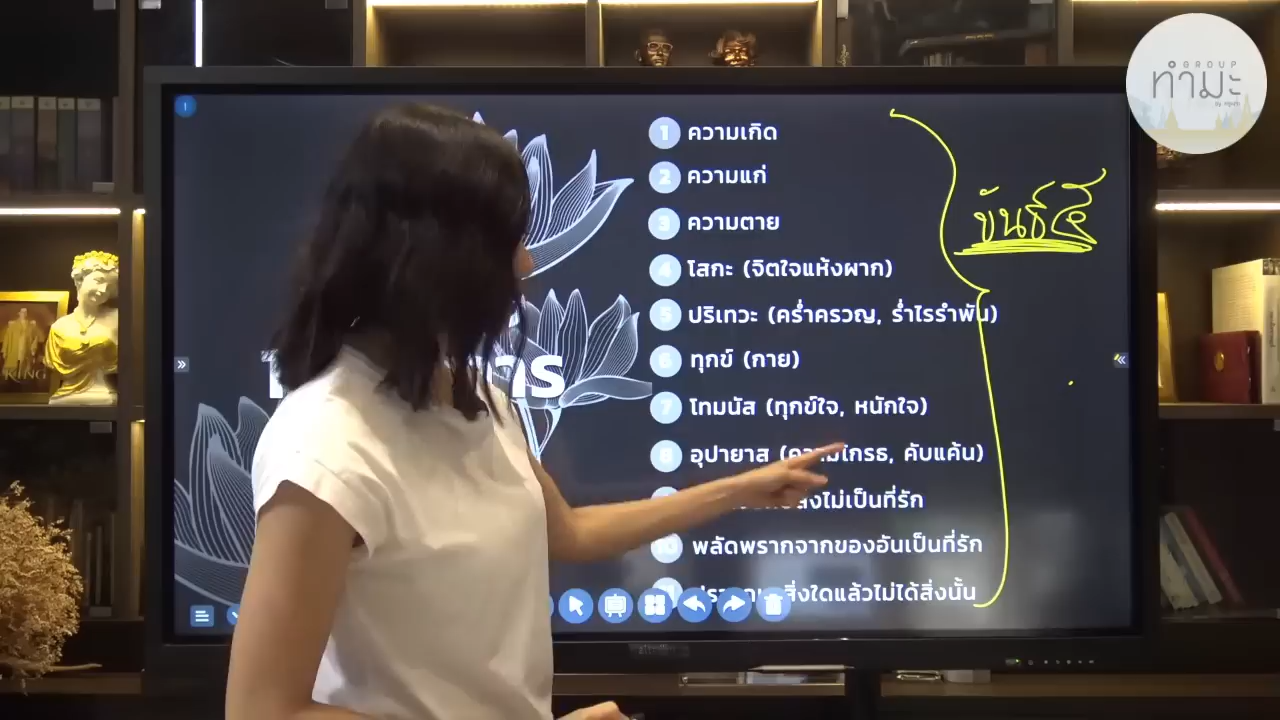 GROUP
ทำมะ
1 ความเกิด
2 ความแก่
3 ความตาย
4 โสกะ (จิตใจแห้งผาก)
5 ปริเทวะ (คร่ำครวญ, ร่ำไรรำพัน)
6 ทุกข์ (กาย)
7 โทมนัส (ทุกข์ใจ, หนักใจ)
8 อุปายาส (ความโกรธ, คับแค้น)
สิ่งไม่เป็นที่รัก
10 พลัดพรากจากของอันเป็นที่รัก
สิ่งใดแล้วไม่ได้สิ่งนั้น
ขันธ์ ๕
KING